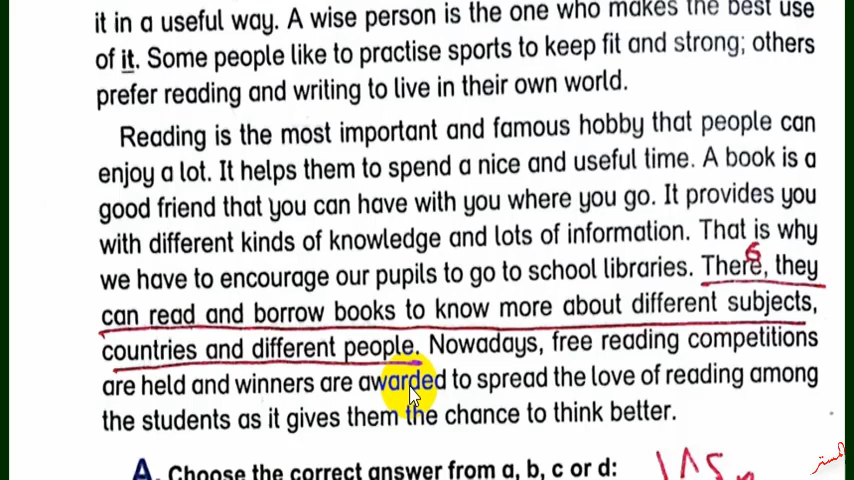 it in a useful way. A wise person is the one who makes the best use
of it. Some people like to practise sports to keep fit and strong; others
prefer reading and writing to live in their own world.
Reading is the most important and famous hobby that people can
enjoy a lot. It helps them to spend a nice and useful time. A book is a
good friend that you can have with you where you go. It provides you
with different kinds of knowledge and lots of information. That is why
we have to encourage our pupils to go to school libraries. There, they
can read and borrow books to know more about different subjects,
countries and different people. Nowadays, free reading competitions
are held and winners are awarded to spread the love of reading among
the students as it gives them the chance to think better.
A. Choose the correct answer from a, b, c or d: